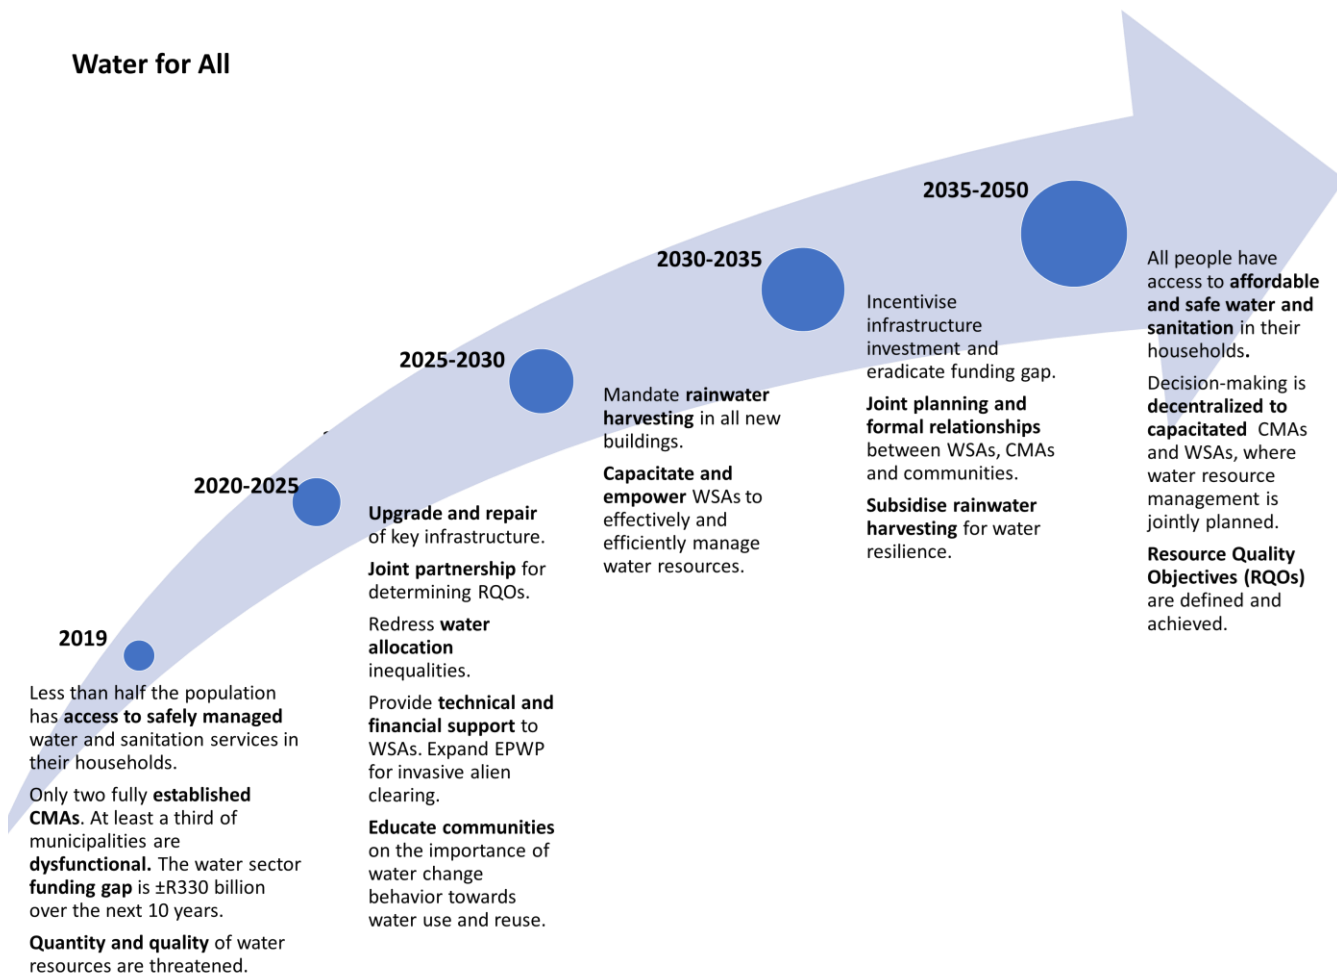 Water for All
2019
Less than half the population
has access to safely managed
water and sanitation services in
their households.
Only two fully established
CMAs. At least a third of
municipalities are
dysfunctional. The water sector
funding gap is ±R330 billion
over the next 10 years.
Quantity and quality of water
resources are threatened.
2020-2025
Upgrade and repair
of key infrastructure.
Joint partnership for
determining RQOs.
Redress water
allocation
inequalities.
Provide technical and
financial support to
WSAs. Expand EPWP
for invasive alien
clearing.
Educate communities
on the importance of
water change
behavior towards
water use and reuse.
2025-2030
Mandate rainwater
harvesting in all new
buildings.
Capacitate and
empower WSAs to
effectively and
efficiently manage
water resources.
2030-2035
Incentivise
infrastructure
investment and
eradicate funding gap.
Joint planning and
formal relationships
between WSAs, CMAs
and communities.
Subsidise rainwater
harvesting for water
resilience.
2035-2050
All people have
access to affordable
and safe water and
sanitation in their
households.
Decision-making is
decentralized to
capacitated CMAs
and WSAs, where
water resource
management is
jointly planned.
Resource Quality
Objectives (RQOs)
are defined and
achieved.